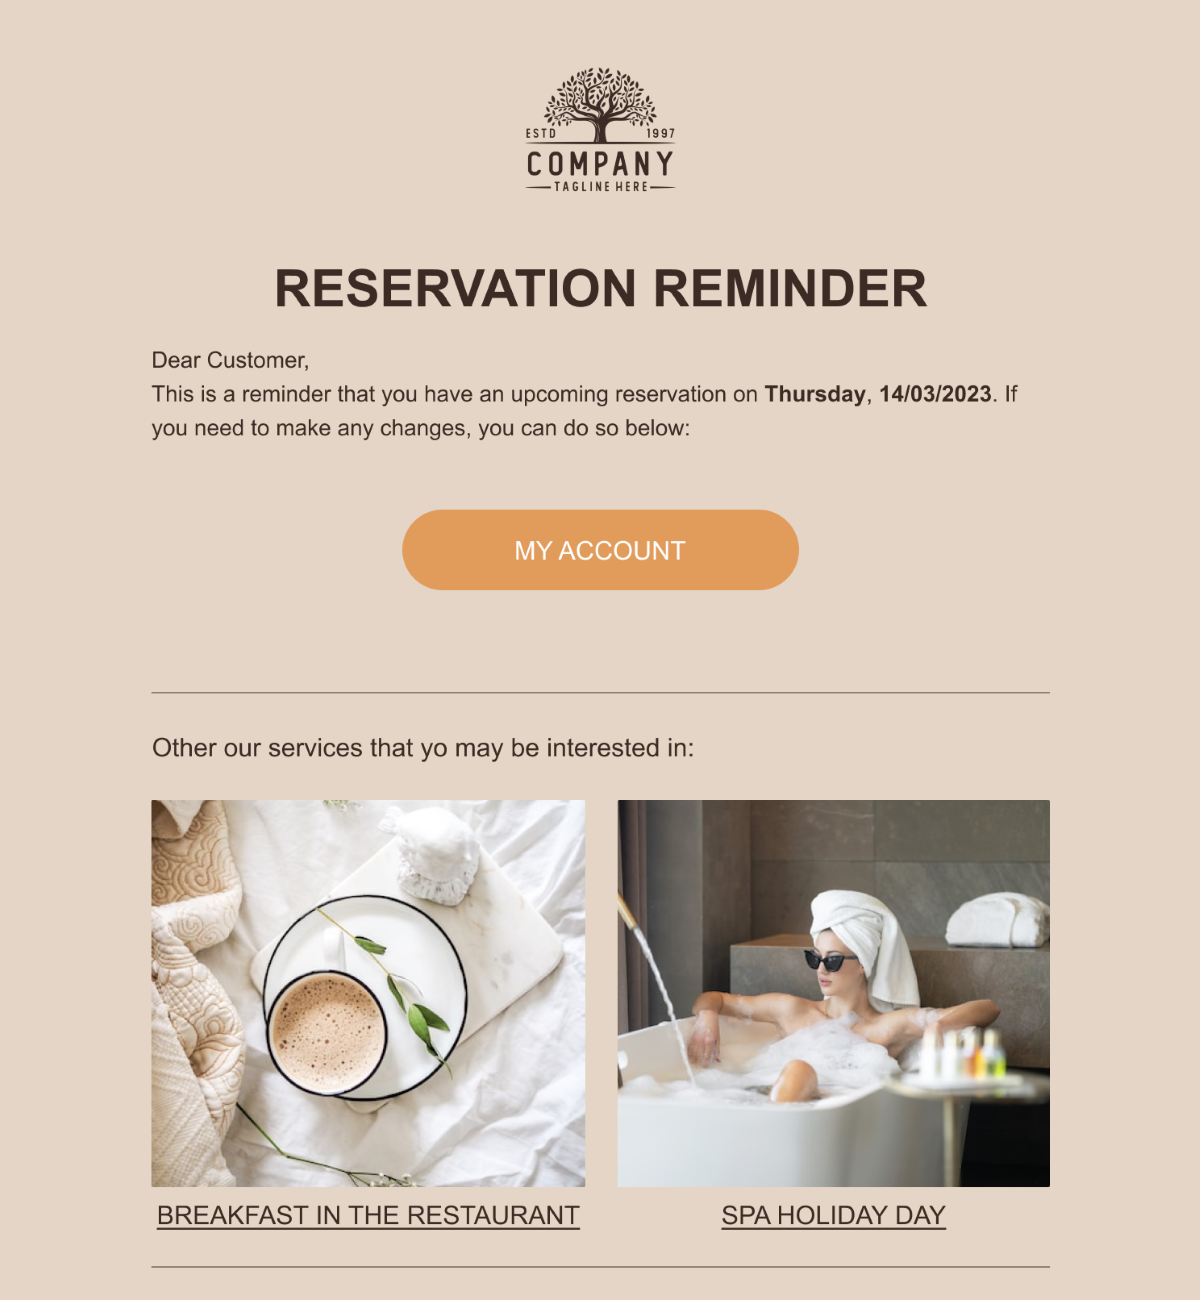 ESTD 1997
COMPANY
TAGLINE HERE
RESERVATION REMINDER
Dear Customer,
This is a reminder that you have an upcoming reservation on Thursday, 14/03/2023. If
you need to make any changes, you can do so below:
MY ACCOUNT
Other our services that yo may be interested in:
BREAKFAST IN THE RESTAURANT
SPA HOLIDAY DAY